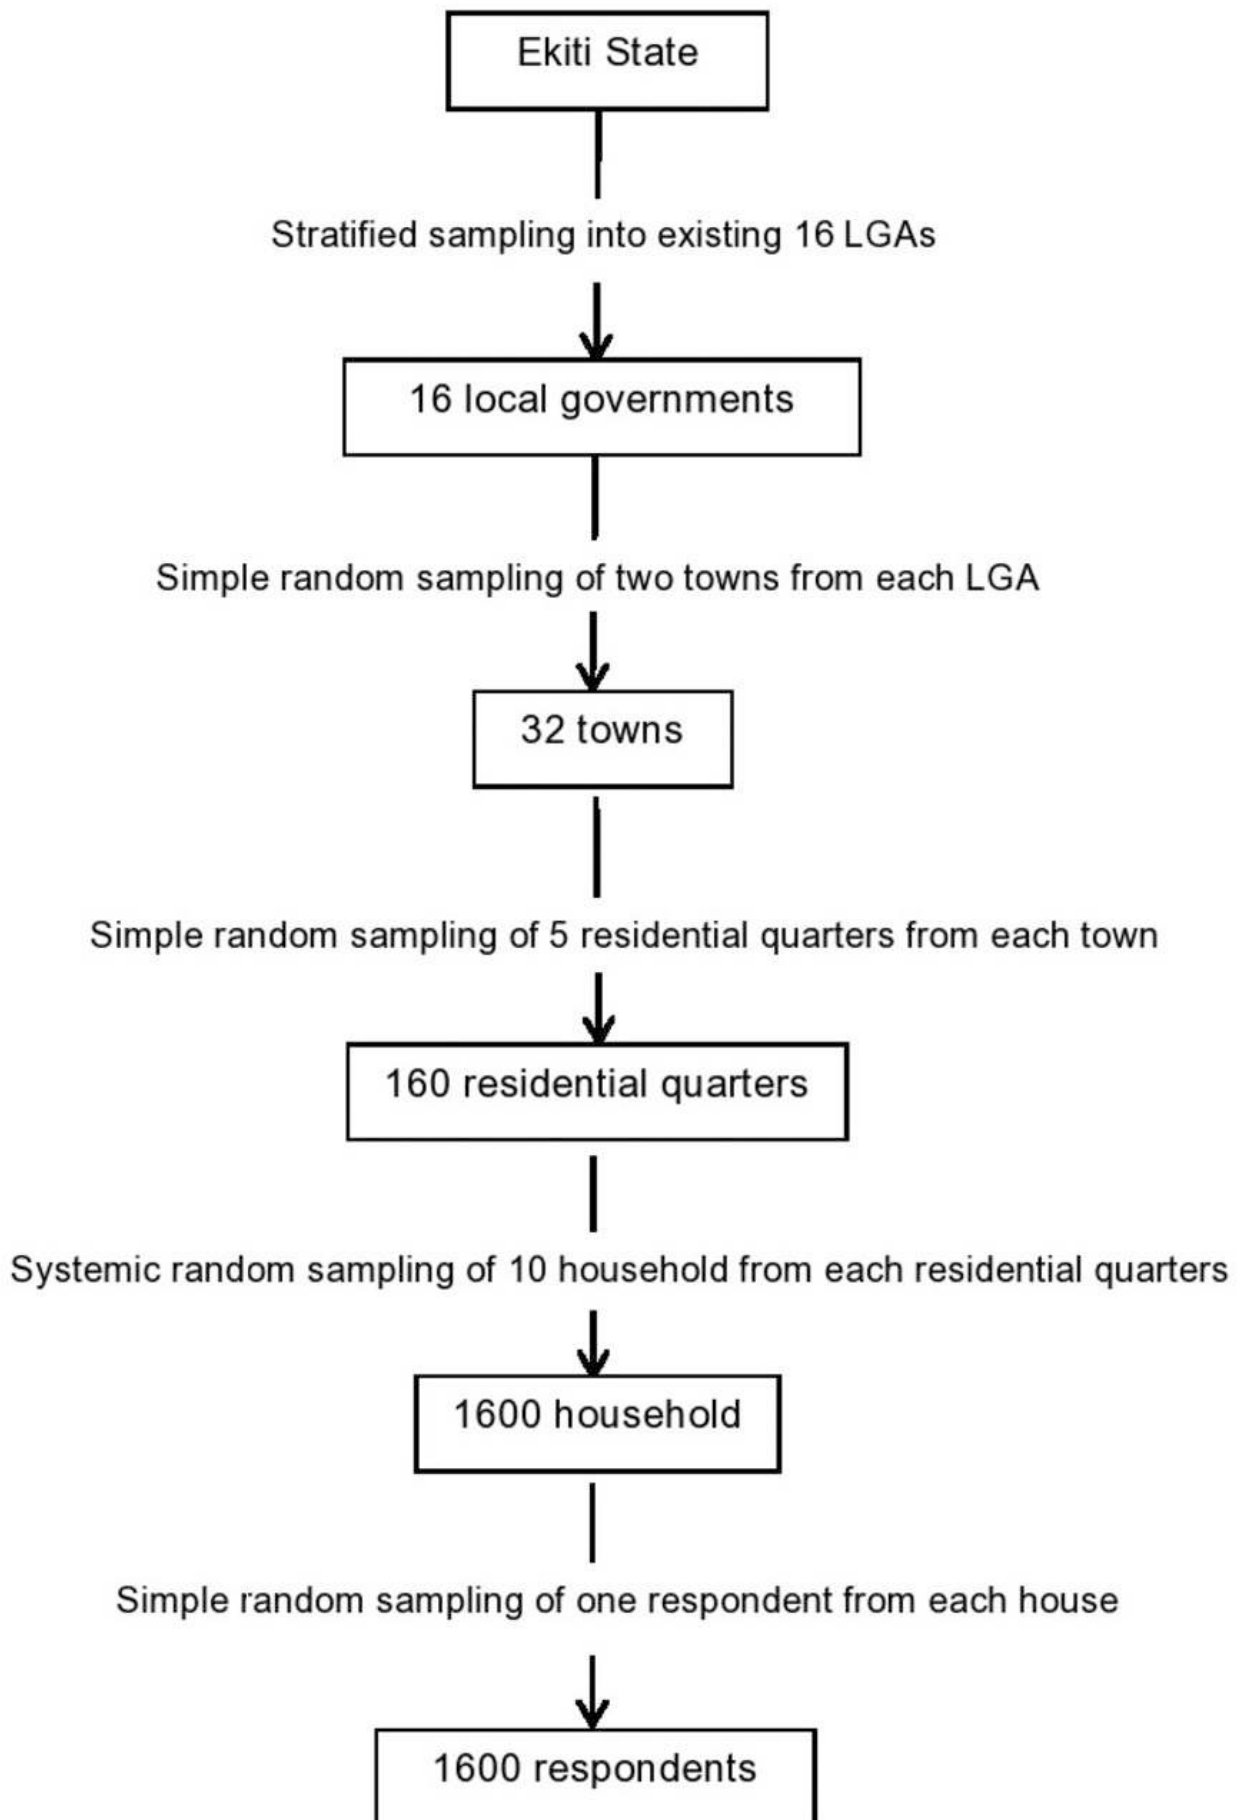 Ekiti State
Stratified sampling into existing 16 LGAs
16 local governments
Simple random sampling of two towns from each LGA
32 towns
Simple random sampling of 5 residential quarters from each town
160 residential quarters
Systemic random sampling of 10 household from each residential quarters
1600 household
Simple random sampling of one respondent from each house
1600 respondents